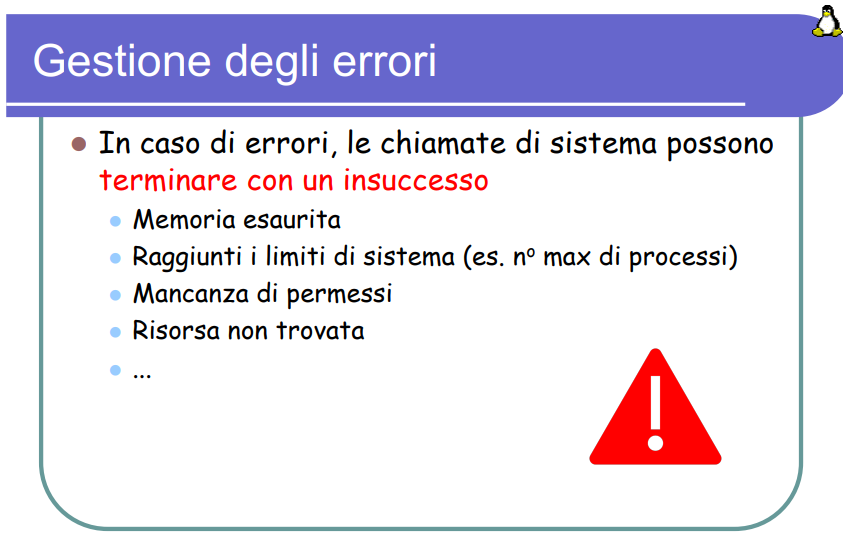 Gestione degli errori
In caso di errori, le chiamate di sistema possono
terminare con un insuccesso
Memoria esaurita
Raggiunti i limiti di sistema (es. nº max di processi)
Mancanza di permessi
Risorsa non trovata
...